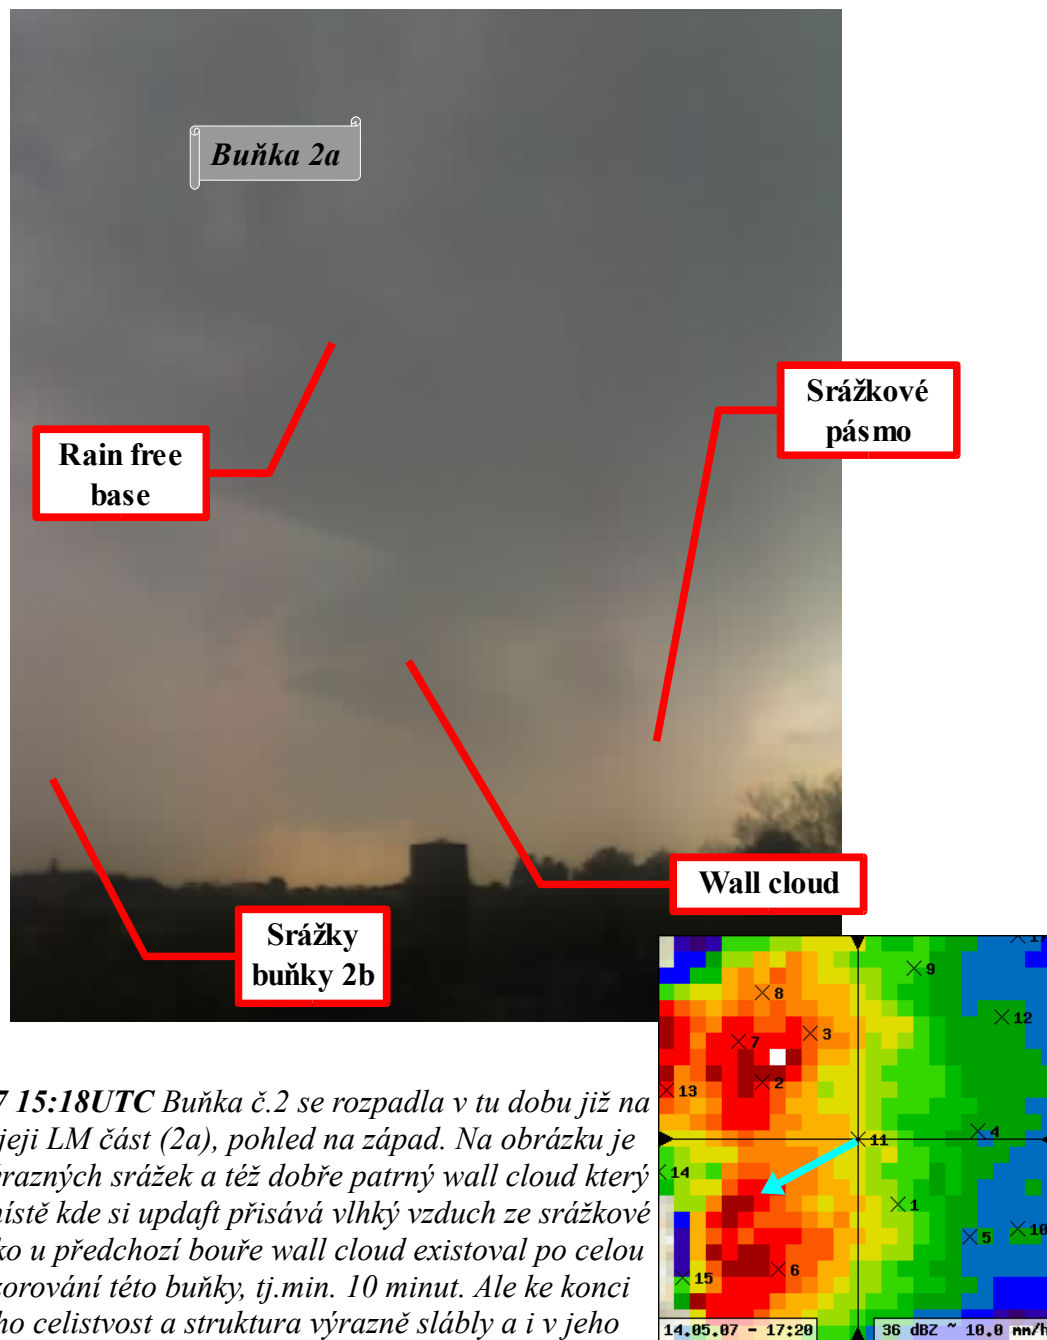 Buňka 2a
Srážkové
pásmo
Rain free
base
Wall cloud
Srážky
buňky 2b
9
8
12
3
7
2
13
4
11
14
1
5
10
6
15
14.05.07 - 17:20
36 dBZ ~ 10.0 mm/h
7 15:18UTC Buňka č.2 se rozpadla v tu dobu již na
jeji LM část (2a), pohled na západ. Na obrázku je
výrazných srážek a též dobře patrný wall cloud který
místě kde si updaft přisává vlhký vzduch ze srážkové
ko u předchozí bouře wall cloud existoval po celou
zorování této buňky, tj.min. 10 minut. Ale ke konci
ho celistvost a struktura výrazně slábly a i v jeho